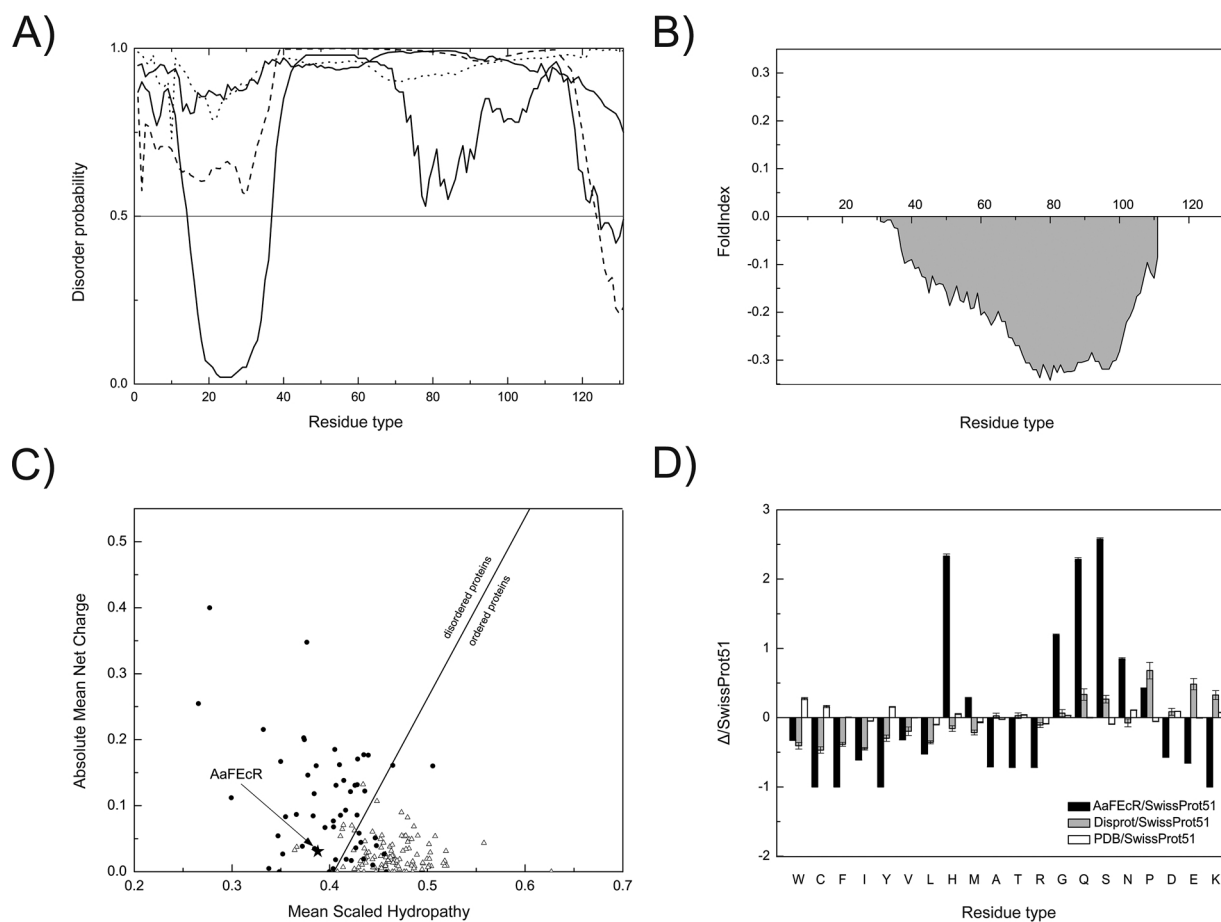 A)
1.0
0.5
0.0
0 20 40 60 80 100 120
Disorder probability
Residue type
B)
0.3
0.2
0.1
0.0
-0.1
-0.2
-0.3
20 40 60 80 100 120
FoldIndex
Residue type
C)
0.5
0.4
0.3
0.2
0.1
0.0
0.2 0.3 0.4 0.5 0.6 0.7
Absolute Mean Net Charge
Mean Scaled Hydropathy
disordered proteins
ordered proteins
AaFEcR
D)
3
2
1
0
-1
-2
Δ/SwissProt51
AaFEcR/SwissProt51
Disprot/SwissProt51
PDB/SwissProt51
W C F I Y V L H M A T R G Q S N P D E K
Residue type